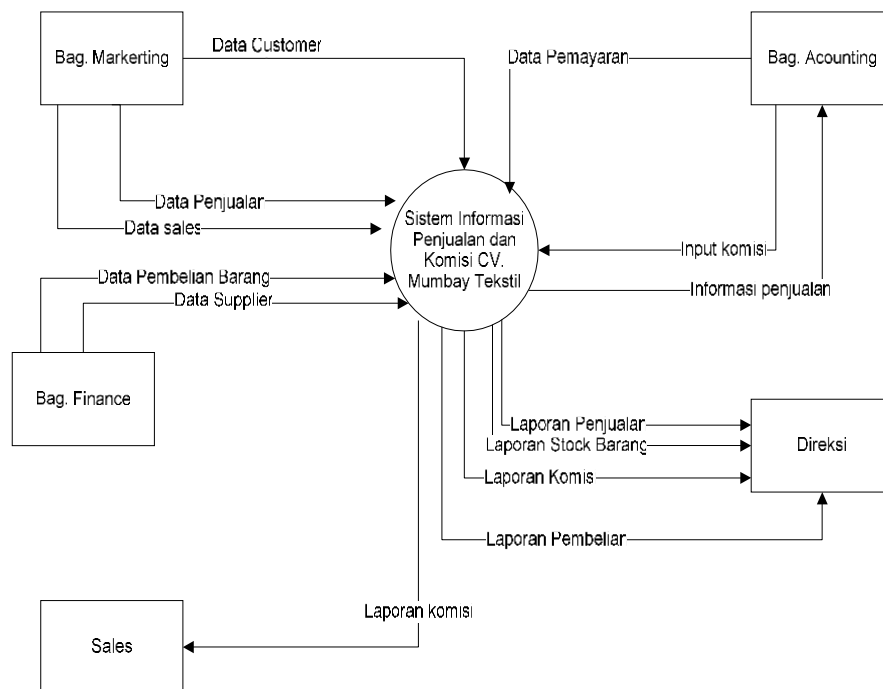 Bag. Markerting
Data Customer
Data Pemayaran
Bag. Acounting
Data Penjualan
Data sales
Sistem Informasi
Penjualan dan
Komisi CV.
Mumbay Tekstil
Input komisi
Informasi penjualan
Data Pembelian Barang
Data Supplier
Bag. Finance
Laporan Penjualan
Laporan Stock Barang
Direksi
Laporan Komis
Laporan Pembelian
Laporan komisi
Sales